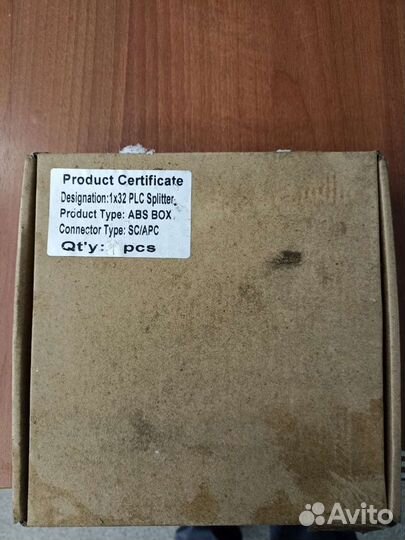 Product Certificate
Designation:1x32 PLC Splitter
Product Type: ABS BOX
Connector Type: SC/APC
Qt'y: pcs
Avito